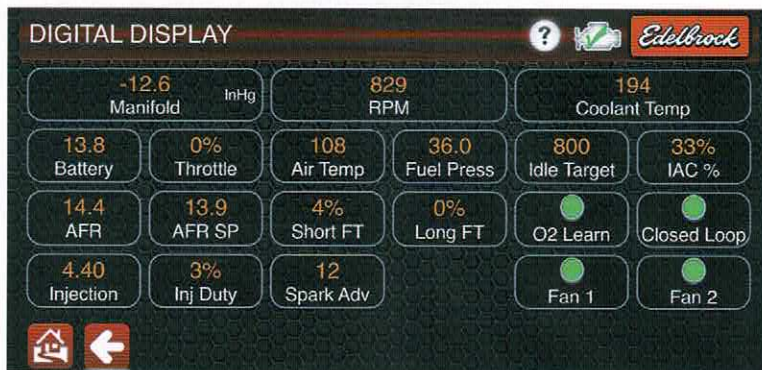 DIGITAL DISPLAY ? Edelbrock
-12.6 InHg 829 194
Manifold RPM Coolant Temp
13.8 0% 108 36.0 800 33%
Battery Throttle Air Temp Fuel Press Idle Target IAC %
14.4 13.9 4% 0%
AFR AFR SP Short FT Long FT O2 Learn Closed Loop
4.40 3% 12
Injection Inj Duty Spark Adv Fan 1 Fan 2